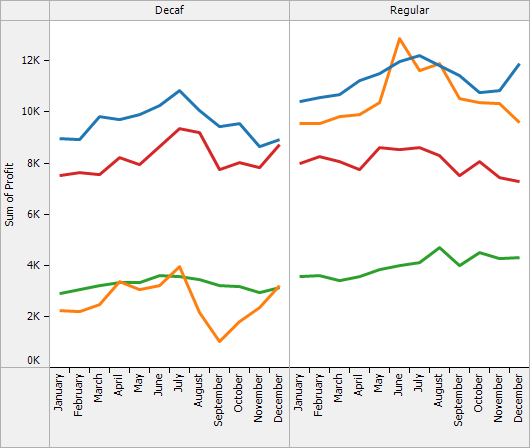 Decaf
Regular
Sum of Profit
12K
10K
8K
6K
4K
2K
0K
January
February
March
April
May
June
July
August
September
October
November
December
January
February
March
April
May
June
July
August
September
October
November
December